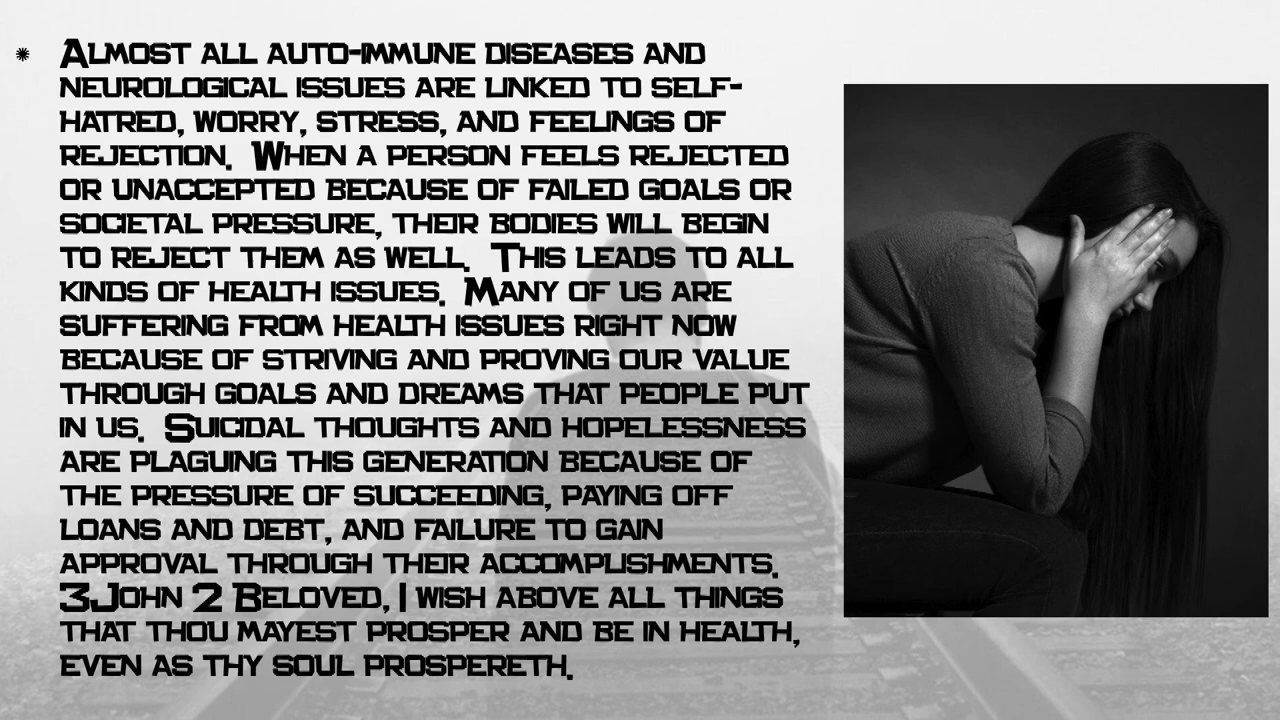 Almost all auto-immune diseases and
neurological issues are linked to self-
hatred, worry, stress, and feelings of
rejection. When a person feels rejected
or unaccepted because of failed goals or
societal pressure, their bodies will begin
to reject them as well. This leads to all
kinds of health issues. Many of us are
suffering from health issues right now
because of striving and proving our value
through goals and dreams that people put
in us. Suicidal thoughts and hopelessness
are plaguing this generation because of
the pressure of succeeding, paying off
loans and debt, and failure to gain
approval through their accomplishments.
3John 2 Beloved, I wish above all things
that thou mayest prosper and be in health,
even as thy soul prospereth.